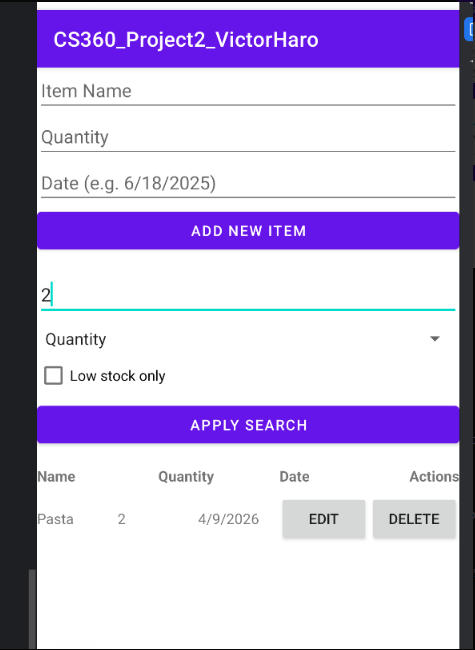 CS360_Project2_VictorHaro
Item Name
Quantity
Date (e.g. 6/18/2025)
ADD NEW ITEM
2
Quantity
Low stock only
APPLY SEARCH
Name Quantity Date Actions
Pasta 2 4/9/2026 EDIT DELETE